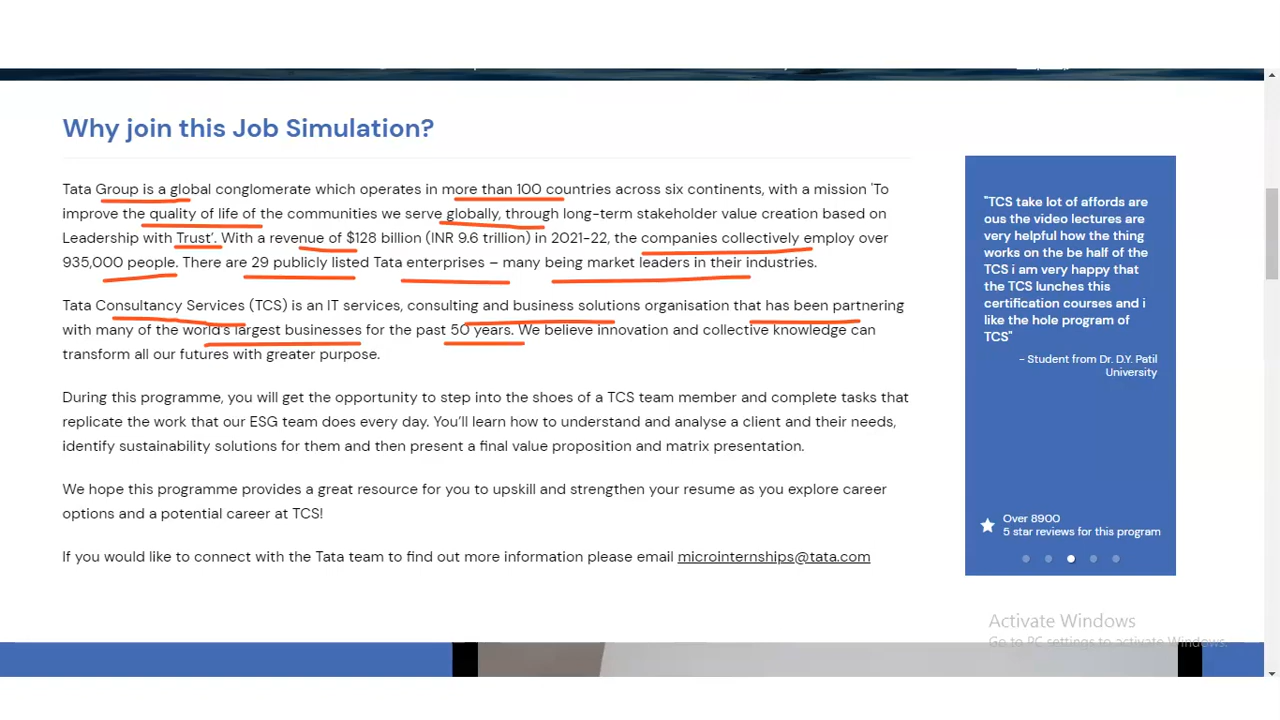 Why join this Job Simulation?
Tata Group is a global conglomerate which operates in more than 100 countries across six continents, with a mission 'To
improve the quality of life of the communities we serve globally, through long-term stakeholder value creation based on
Leadership with Trust'. With a revenue of $128 billion (INR 9.6 trillion) in 2021-22, the companies collectively employ over
935,000 people. There are 29 publicly listed Tata enterprises – many being market leaders in their industries.
Tata Consultancy Services (TCS) is an IT services, consulting and business solutions organisation that has been partnering
with many of the world's largest businesses for the past 50 years. We believe innovation and collective knowledge can
transform all our futures with greater purpose.
During this programme, you will get the opportunity to step into the shoes of a TCS team member and complete tasks that
replicate the work that our ESG team does every day. You'll learn how to understand and analyse a client and their needs,
identify sustainability solutions for them and then present a final value proposition and matrix presentation.
We hope this programme provides a great resource for you to upskill and strengthen your resume as you explore career
options and a potential career at TCS!
If you would like to connect with the Tata team to find out more information please email microinternships@tata.com
"TCS take lot of affords are
ous the video lectures are
very helpful how the thing
works on the be half of the
TCS i am very happy that
the TCS lunches this
certification courses and i
like the hole program of
TCS"
– Student from Dr. D.Y. Patil
University
Over 8900
5 star reviews for this program
Activate Windows
Go to PC settings to activate Windows.